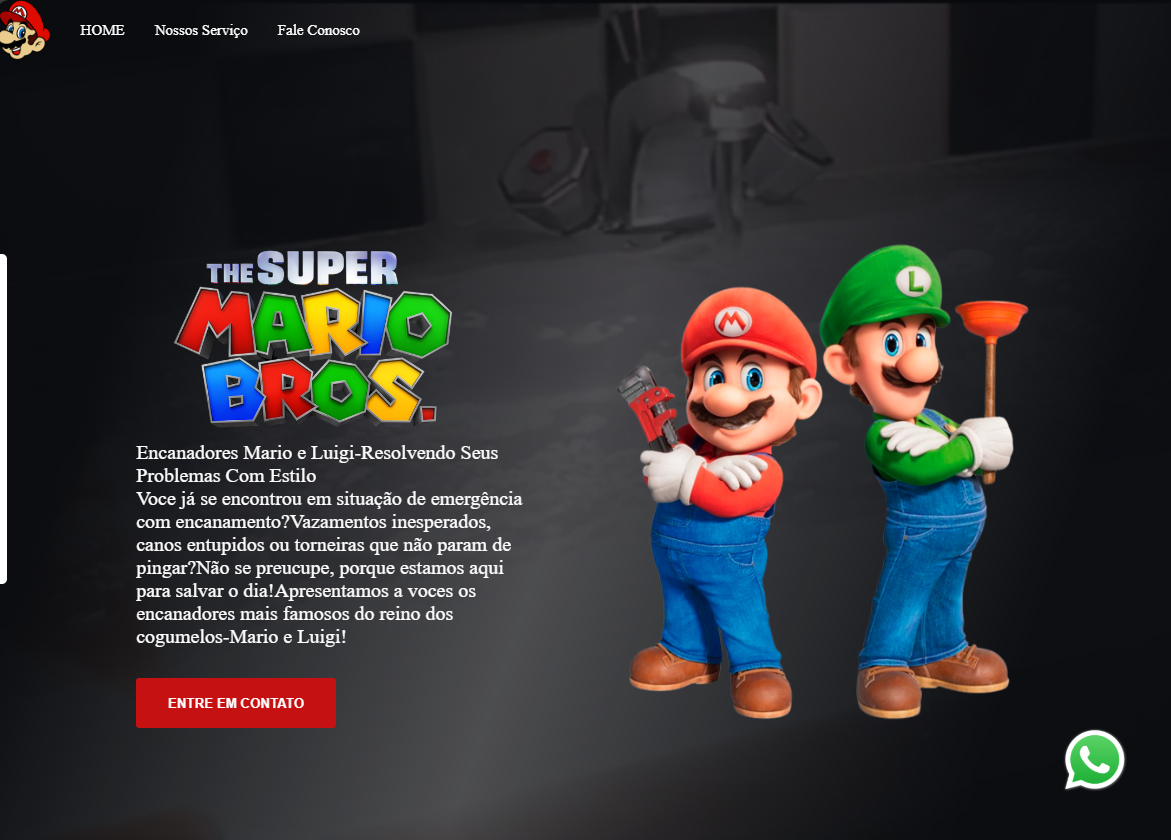 HOME Nossos Serviço Fale Conosco
THE SUPER
MARIO
BROS.
L
M
Encanadores Mario e Luigi-Resolvendo Seus
Problemas Com Estilo
Voce já se encontrou em situação de emergência
com encanamento?Vazamentos inesperados,
canos entupidos ou torneiras que não param de
pingar?Não se preucupe, porque estamos aqui
para salvar o dia!Apresentamos a voces os
encanadores mais famosos do reino dos
cogumelos-Mario e Luigi!
ENTRE EM CONTATO